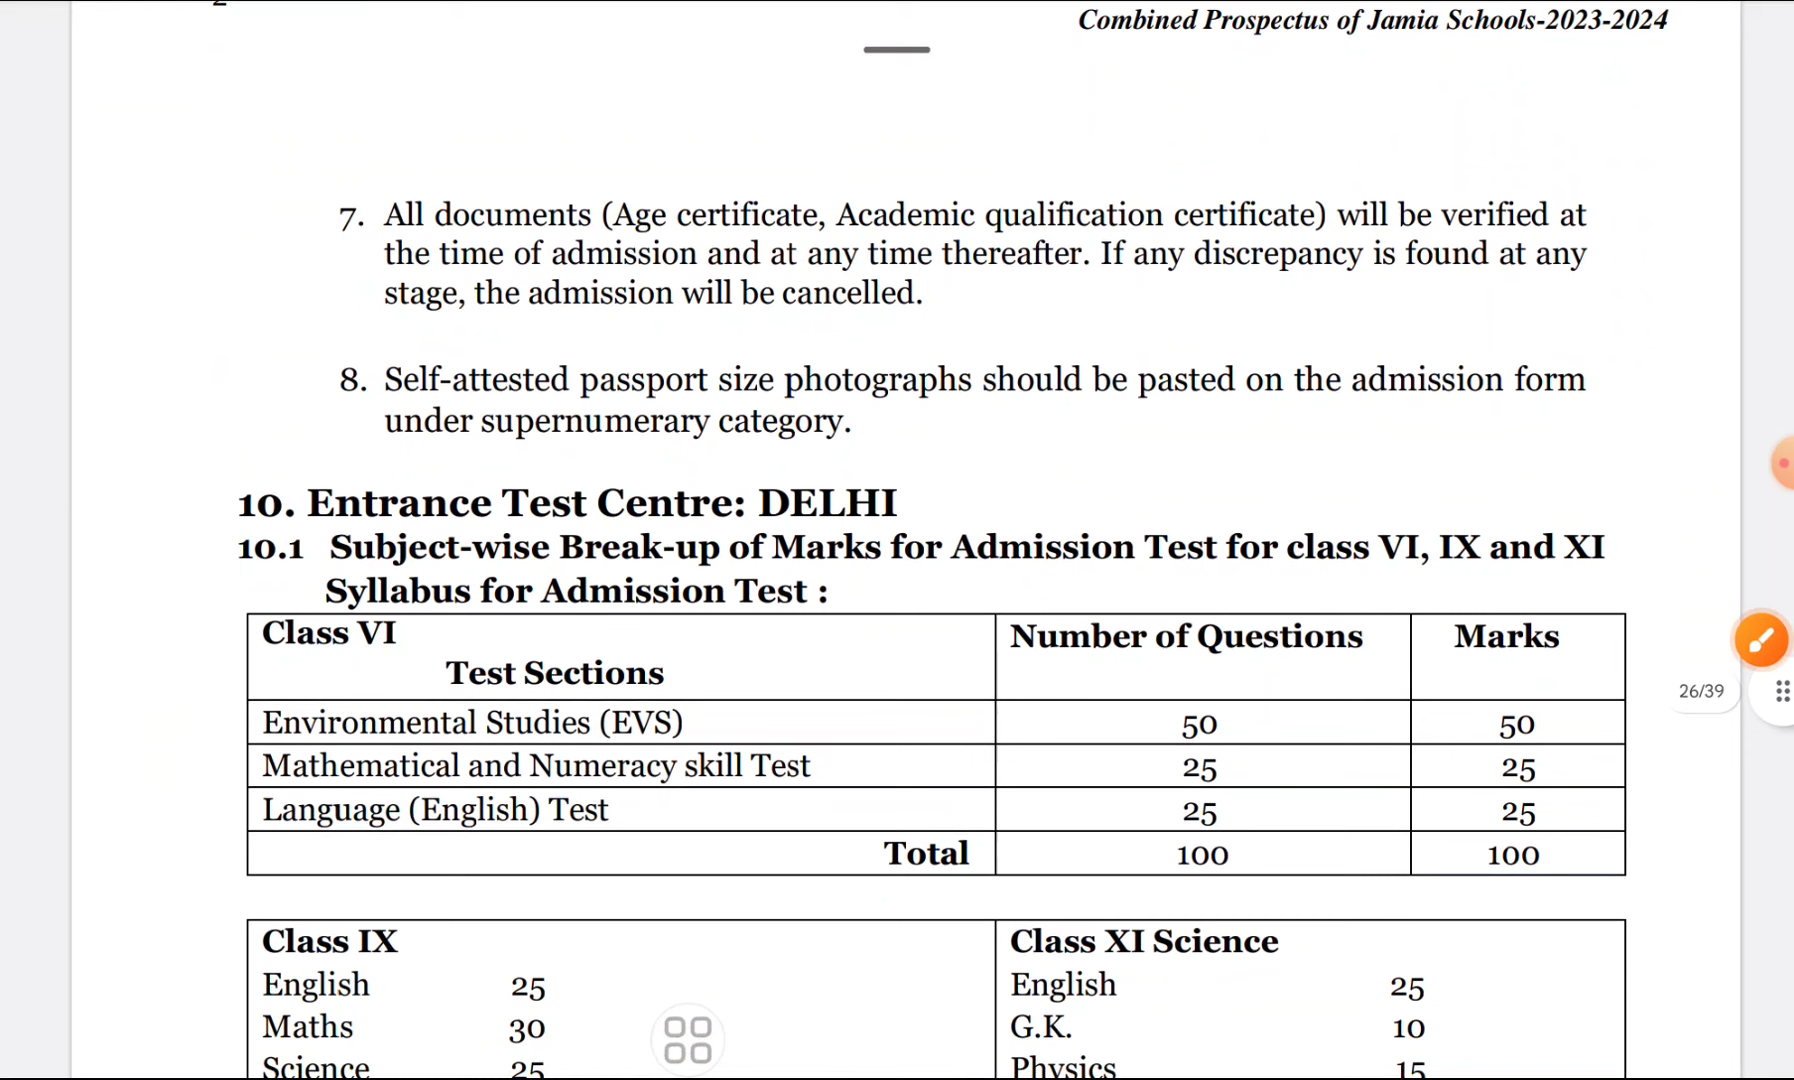 Combined Prospectus of Jamia Schools-2023-2024
7. All documents (Age certificate, Academic qualification certificate) will be verified at
the time of admission and at any time thereafter. If any discrepancy is found at any
stage, the admission will be cancelled.
8. Self-attested passport size photographs should be pasted on the admission form
under supernumerary category.
10. Entrance Test Centre: DELHI
10.1 Subject-wise Break-up of Marks for Admission Test for class VI, IX and XI
Syllabus for Admission Test :
Class VI
Test Sections Number of Questions Marks
Environmental Studies (EVS) 50 50
Mathematical and Numeracy skill Test 25 25
Language (English) Test 25 25
Total 100 100
Class IX Class XI Science
English 25 English 25
Maths 30 G.K. 10
Science 25 Physics 15
26/39